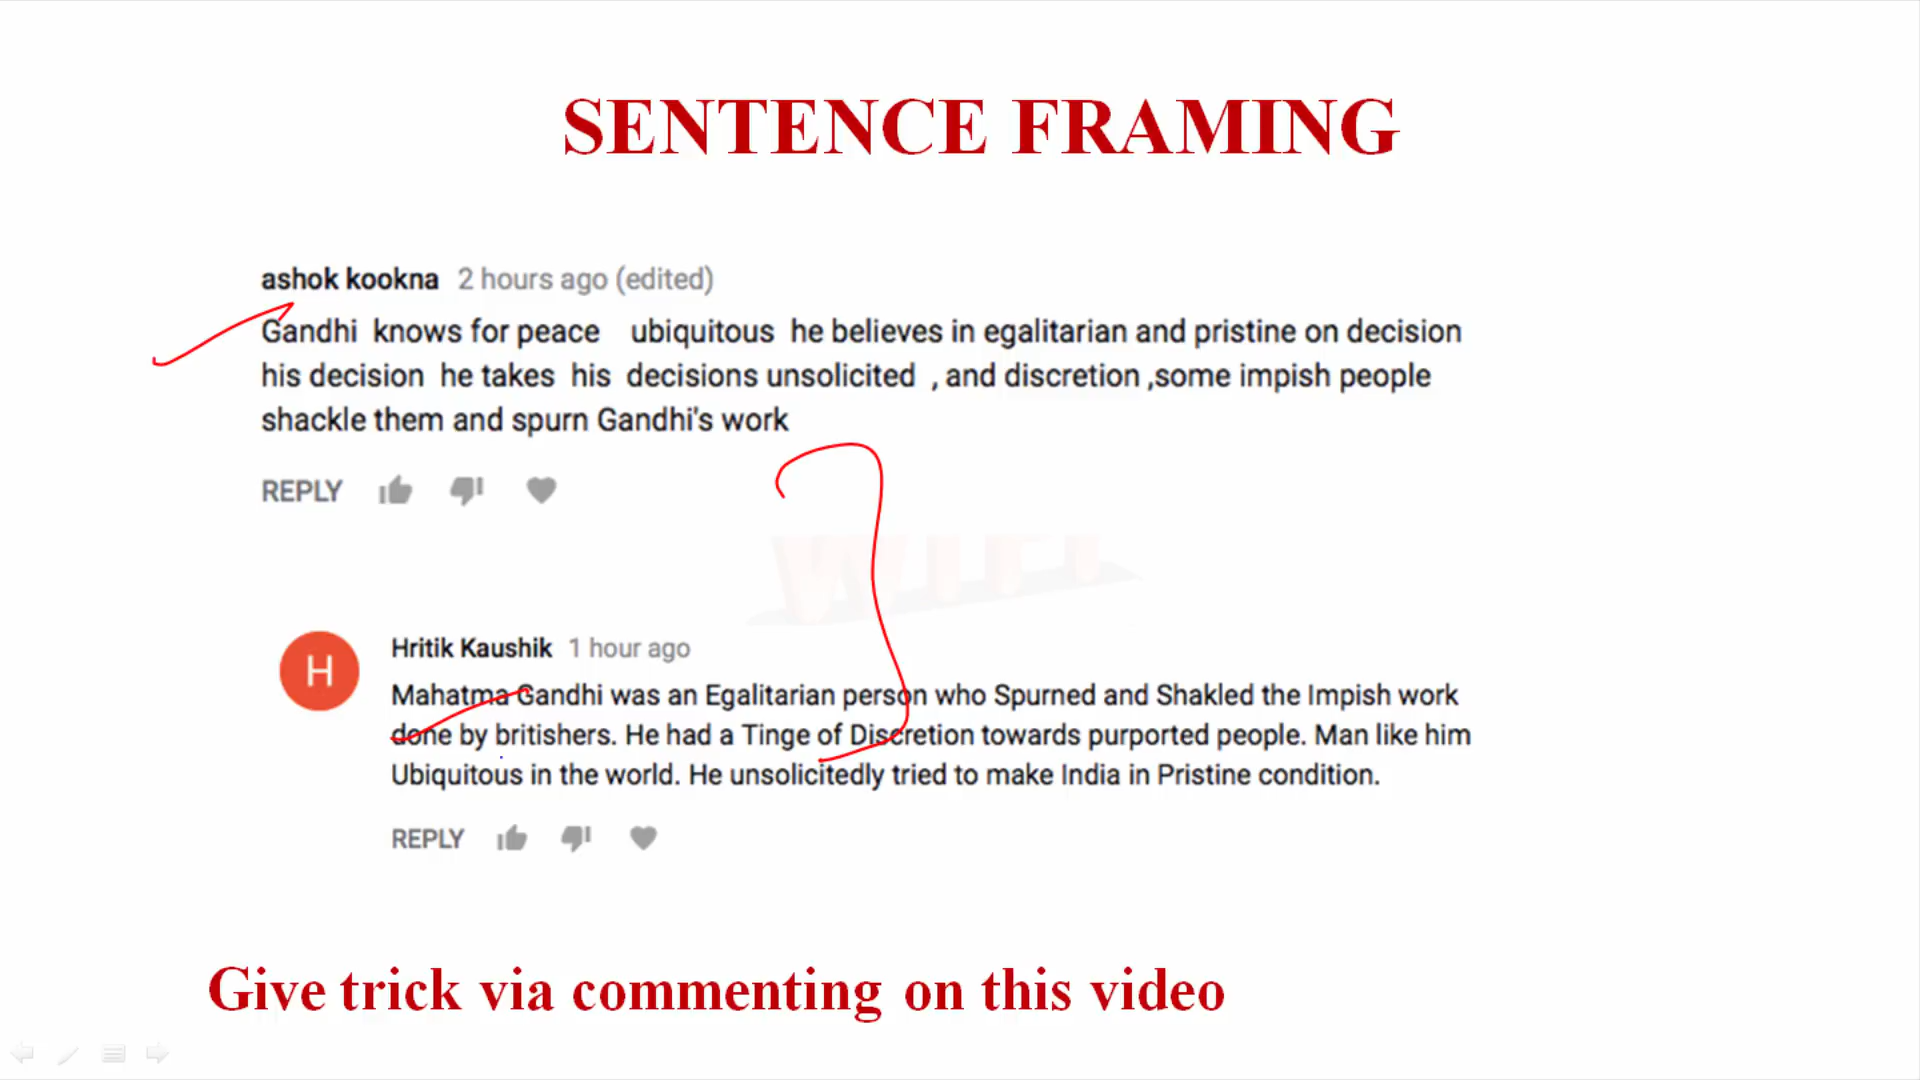 SENTENCE FRAMING
ashok kookna 2 hours ago (edited)
Gandhi knows for peace ubiquitous he believes in egalitarian and pristine on decision
his decision he takes his decisions unsolicited , and discretion ,some impish people
shackle them and spurn Gandhi's work
REPLY
WIFI
H
Hritik Kaushik 1 hour ago
Mahatma Gandhi was an Egalitarian person who Spurned and Shakled the Impish work
done by britishers. He had a Tinge of Discretion towards purported people. Man like him
Ubiquitous in the world. He unsolicitedly tried to make India in Pristine condition.
REPLY
Give trick via commenting on this video